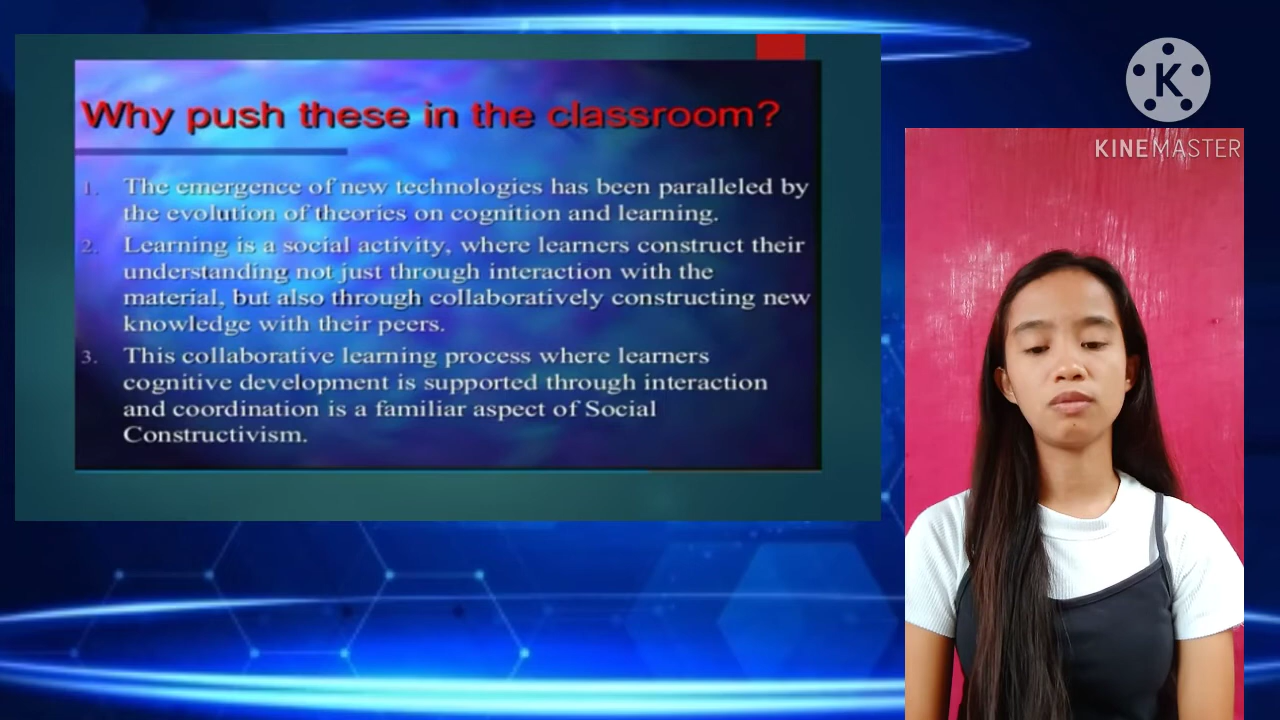 Why push these in the classroom?
1. The emergence of new technologies has been paralleled by
the evolution of theories on cognition and learning.
2. Learning is a social activity, where learners construct their
understanding not just through interaction with the
material, but also through collaboratively constructing new
knowledge with their peers.
3. This collaborative learning process where learners
cognitive development is supported through interaction
and coordination is a familiar aspect of Social
Constructivism.
K
KINEMASTER